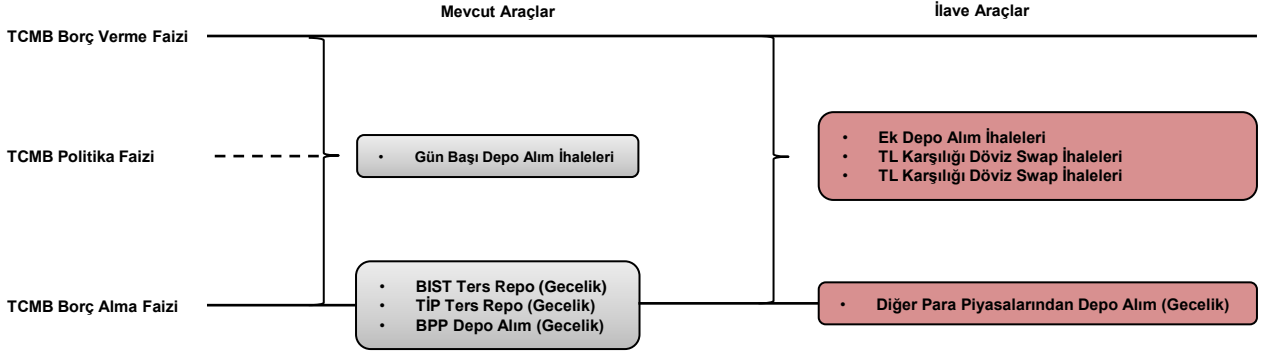 Mevcut Araçlar
İlave Araçlar
TCMB Borç Verme Faizi
TCMB Politika Faizi
• Gün Başı Depo Alım İhaleleri
• Ek Depo Alım İhaleleri
• TL Karşılığı Döviz Swap İhaleleri
• TL Karşılığı Döviz Swap İhaleleri
TCMB Borç Alma Faizi
• BIST Ters Repo (Gecelik)
• TİP Ters Repo (Gecelik)
• BPP Depo Alım (Gecelik)
• Diğer Para Piyasalarından Depo Alım (Gecelik)